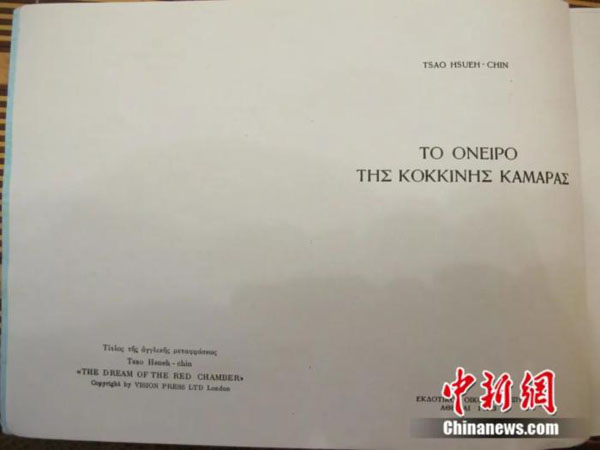 TSAO HSUEH-CHIN
ΤΟ ΟΝΕΙΡΟ
ΤΗΣ ΚΟΚΚΙΝΗΣ ΚΑΜΑΡΑΣ
Τίτλος τῆς ἀγγλικῆς μεταφράσεως
Tsao Hsueh-chin
«THE DREAM OF THE RED CHAMBER»
Copyright by VISION PRESS LTD London
ΕΚΔΟΤΙΚΟΣ
中新网
Chinanews.com